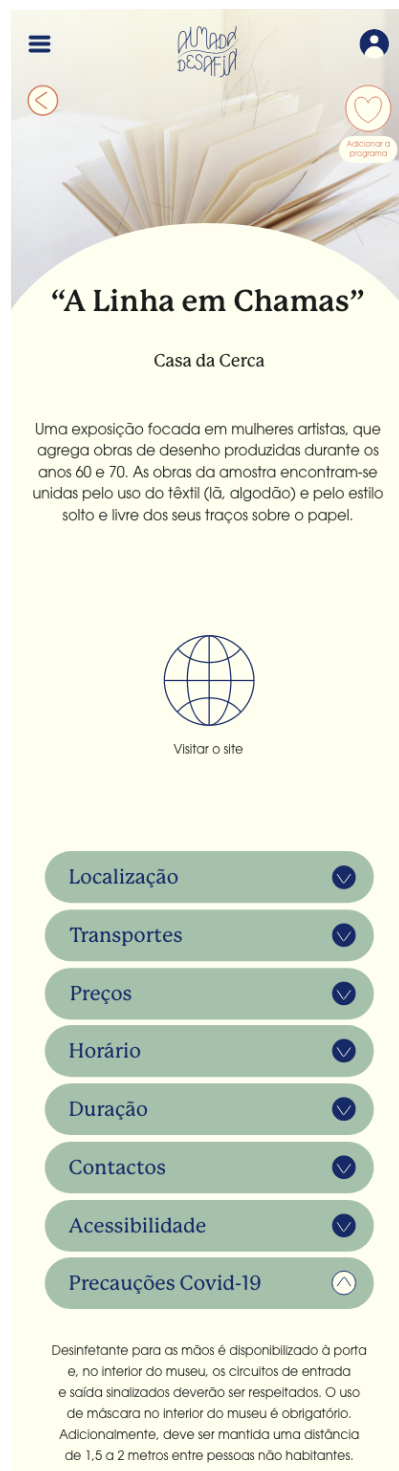 ALMADA
DESAFIA
Adicionar a
programa
“A Linha em Chamas”
Casa da Cerca
Uma exposição focada em mulheres artistas, que
agrega obras de desenho produzidas durante os
anos 60 e 70. As obras da amostra encontram-se
unidas pelo uso do têxtil (lã, algodão) e pelo estilo
solto e livre dos seus traços sobre o papel.
Visitar o site
Localização
Transportes
Preços
Horário
Duração
Contactos
Acessibilidade
Precauções Covid-19
Desinfetante para as mãos é disponibilizado à porta
e, no interior do museu, os circuitos de entrada
e saída sinalizados deverão ser respeitados. O uso
de máscara no interior do museu é obrigatório.
Adicionalmente, deve ser mantida uma distância
de 1,5 a 2 metros entre pessoas não habitantes.